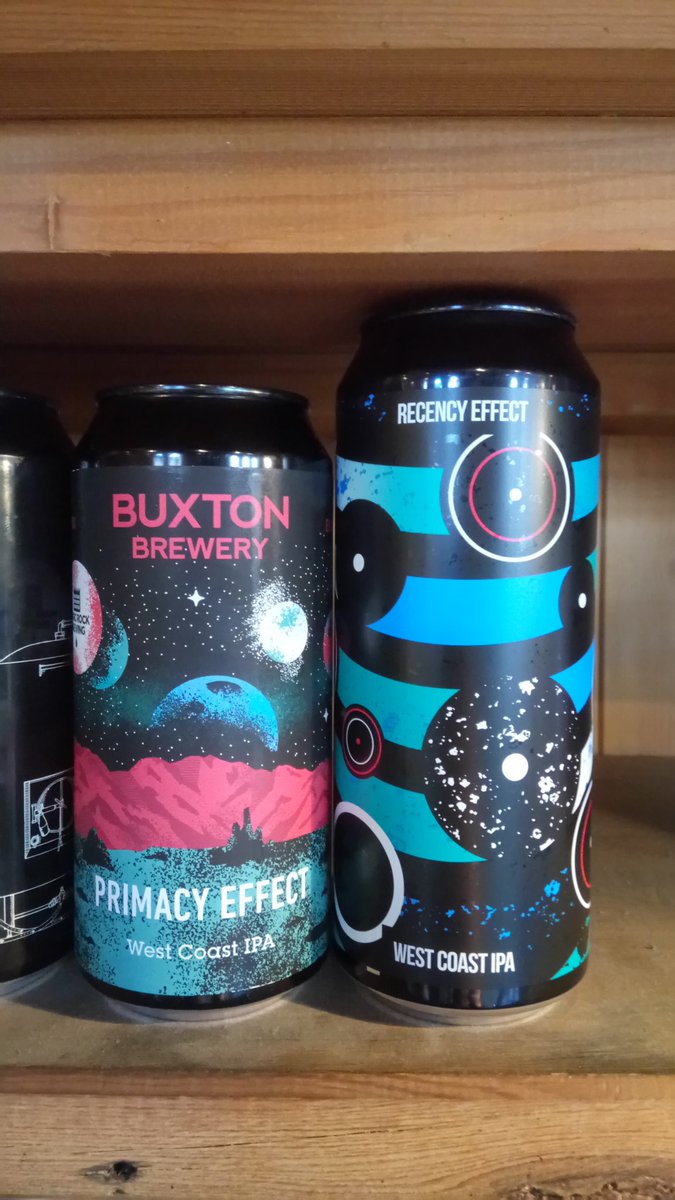 BUXTON
BREWERY
PRIMACY EFFECT
West Coast IPA
RECENCY EFFECT
WEST COAST IPA